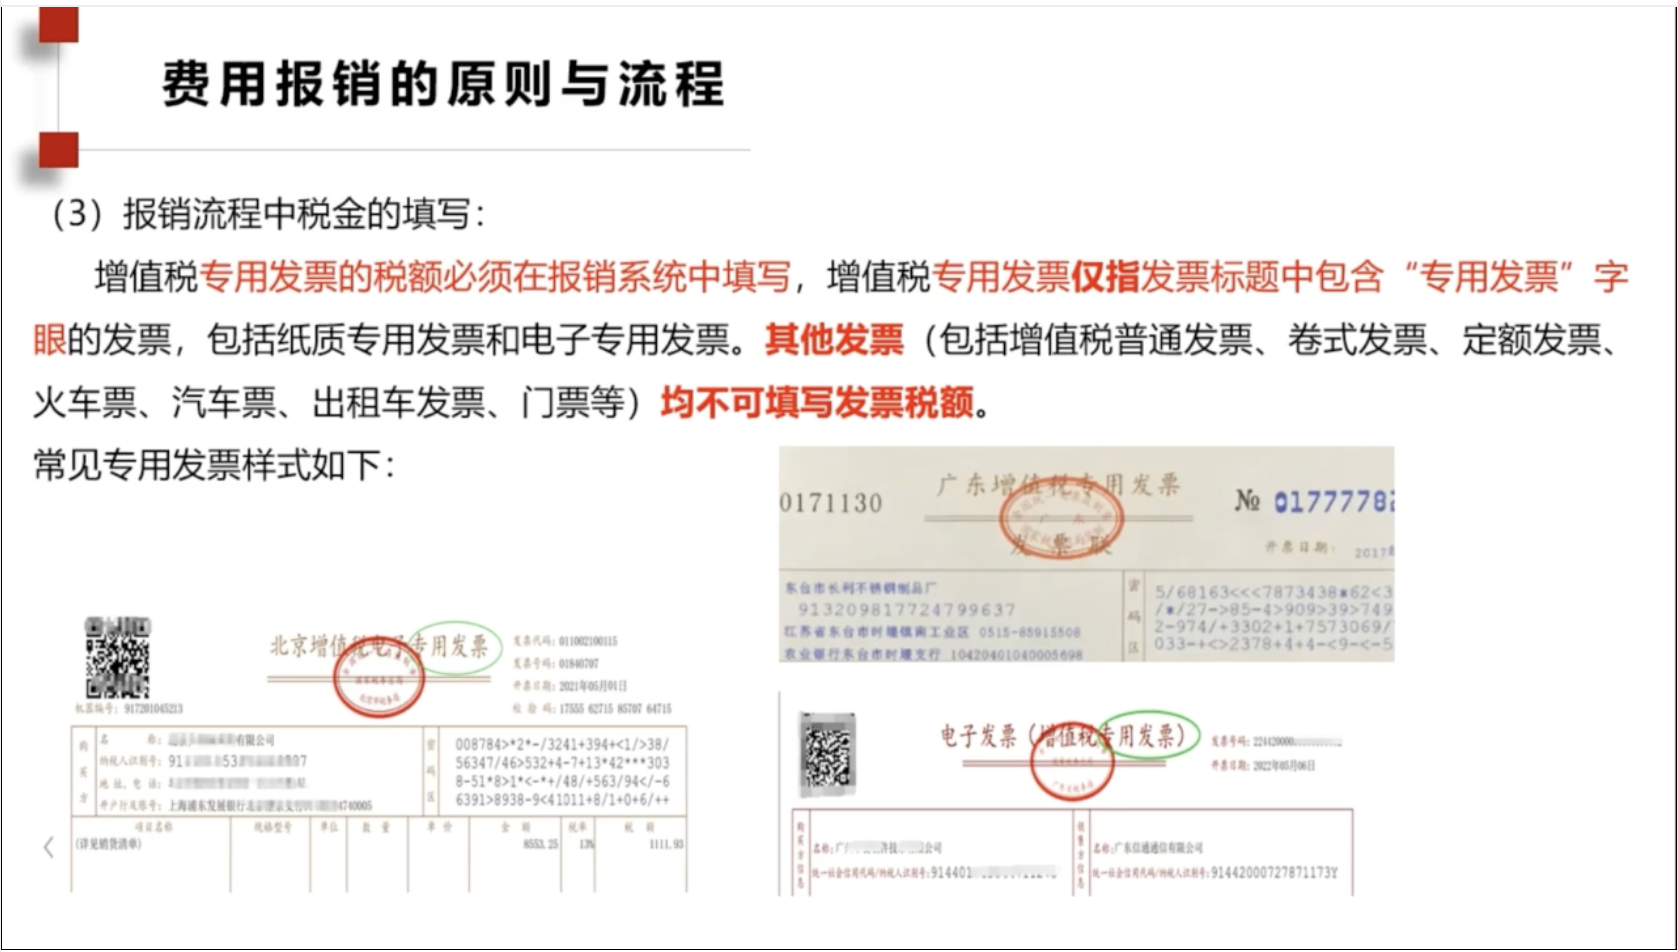 费用报销的原则与流程
（3）报销流程中税金的填写：
增值税专用发票的税额必须在报销系统中填写，增值税专用发票仅指发票标题中包含“专用发票”字
眼的发票，包括纸质专用发票和电子专用发票。其他发票（包括增值税普通发票、卷式发票、定额发票、
火车票、汽车票、出租车发票、门票等）均不可填写发票税额。
常见专用发票样式如下：
0171130
广东增值税专用发票
发票联
№ 01777782
开票日期： 2017
东台市长利不锈钢制品厂
913209817724799637
江苏省东台市时堰镇南工业区 0515-85915508
农业银行东台市时堰支行 10420401040005698
密码区
5/68163<<<7873438*62<3
/*/27->85-4>909>39>749
2-974/+3302+1+7573069/
033-+<>2378+4+4-<9-<-5
北京增值税电子专用发票
发票代码：011002100115
发票号码：01840707
开票日期：2021年05月01日
校 验 码：17555 62715 85707 64715
机器编号：917201045213
购买方
名 称： 有限公司
纳税人识别号：91
地 址、电 话：
开户行及账号：上海浦东发展银行 4740005
密码区
008784>*2*-/3241+394+<1/>38/
56347/46>532+4-7+13*42***303
8-51*8>1*<-*+/48/+563/94</-6
6391>8938-9<41011+8/1+0+6/++
项目名称 规格型号 单位 数 量 单 价 金 额 税率 税 额
(详见销货清单) 8553.25 13% 1111.93
电子发票（增值税专用发票）
发票号码：
开票日期：2022年05月06日
购买方信息
名称：广 公司
统一社会信用代码/纳税人识别号：914401
销售方信息
名称：广东信通通信有限公司
统一社会信用代码/纳税人识别号：91442000727871173Y